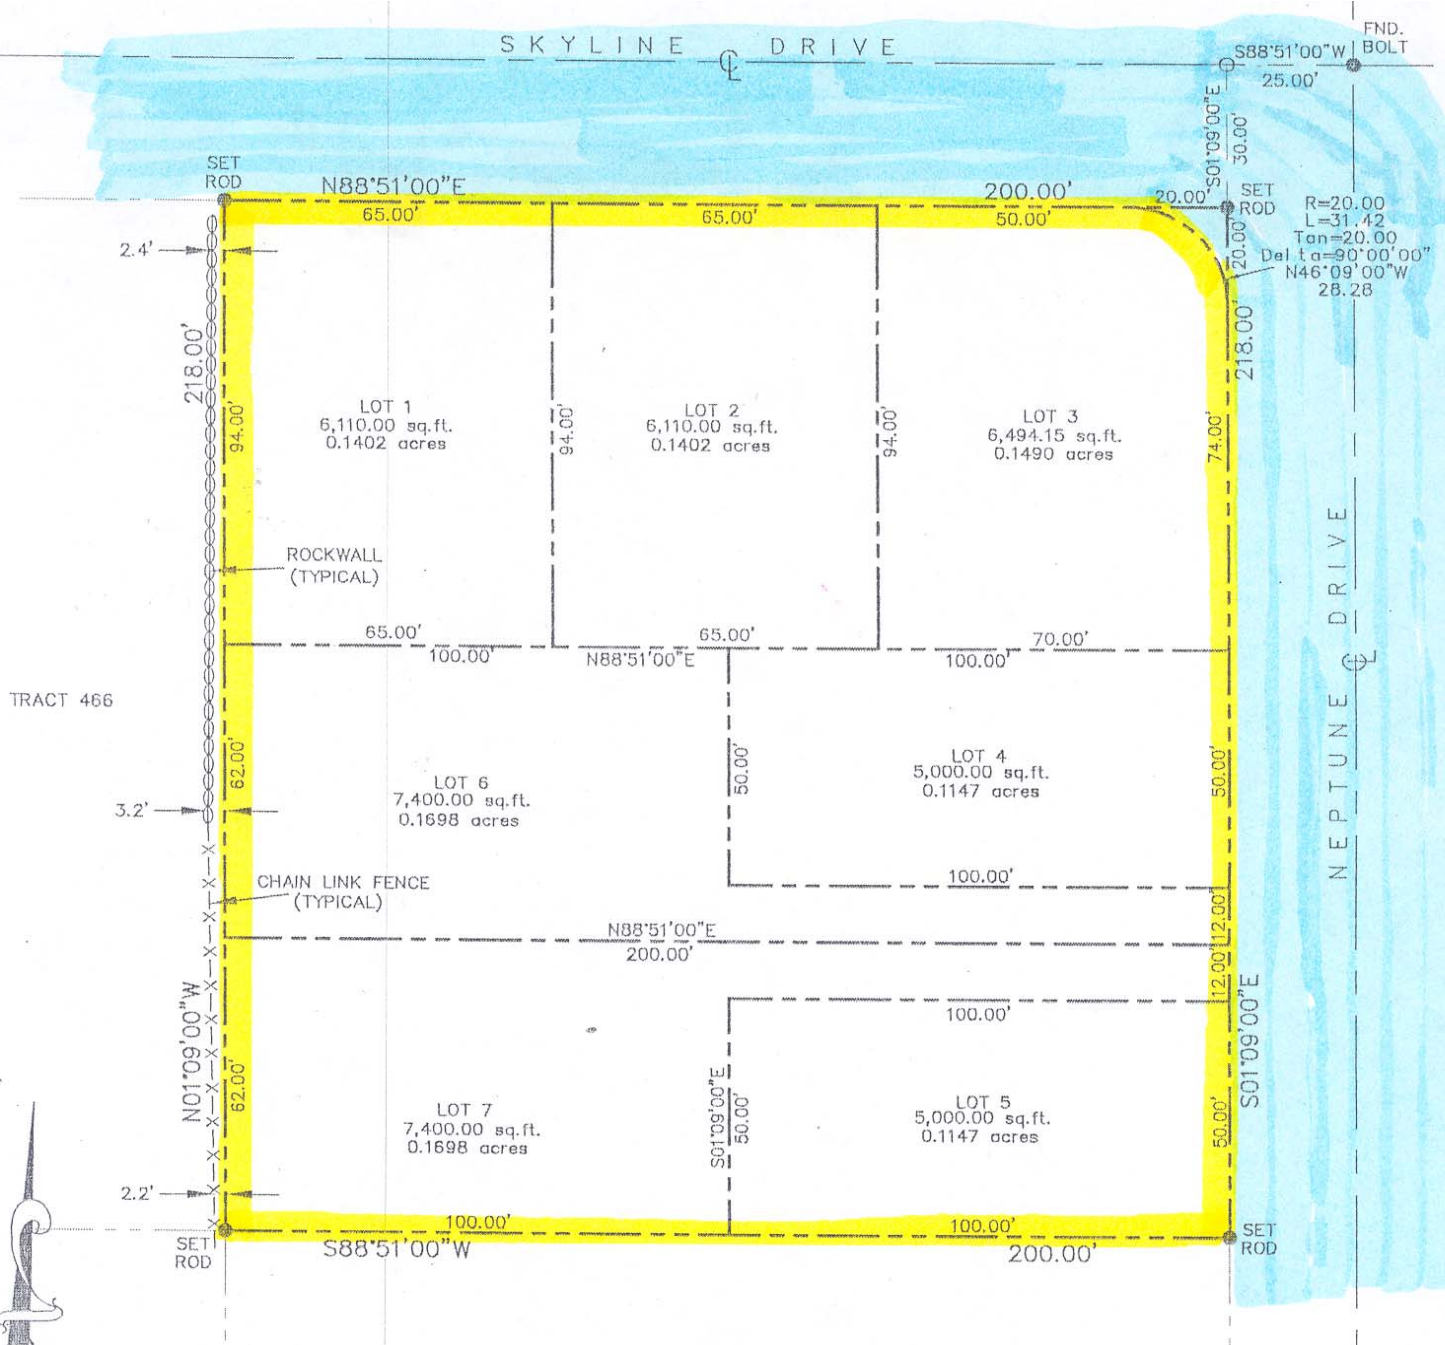 SKYLINE ℄ DRIVE
FND.
BOLT
S88°51'00"W
25.00'
S01°09'00"E
30.00'
SET
ROD
N88°51'00"E
200.00'
20.00'
SET
ROD
65.00'
65.00'
50.00'
R=20.00
L=31.42
Tan=20.00
Delta=90°00'00"
N46°09'00"W
28.28
20.00'
2.4'
218.00'
218.00'
94.00'
94.00'
94.00'
74.00'
LOT 1
6,110.00 sq.ft.
0.1402 acres
LOT 2
6,110.00 sq.ft.
0.1402 acres
LOT 3
6,494.15 sq.ft.
0.1490 acres
ROCKWALL
(TYPICAL)
NEPTUNE ℄ DRIVE
65.00'
65.00'
70.00'
100.00'
N88°51'00"E
100.00'
TRACT 466
62.00'
50.00'
50.00'
LOT 6
7,400.00 sq.ft.
0.1698 acres
LOT 4
5,000.00 sq.ft.
0.1147 acres
3.2'
CHAIN LINK FENCE
(TYPICAL)
100.00'
12.00'
N88°51'00"E
200.00'
12.00'
100.00'
N01°09'00"W
S01°09'00"E
62.00'
S01°09'00"E
50.00'
50.00'
LOT 7
7,400.00 sq.ft.
0.1698 acres
LOT 5
5,000.00 sq.ft.
0.1147 acres
2.2'
100.00'
100.00'
SET
ROD
S88°51'00"W
200.00'
SET
ROD